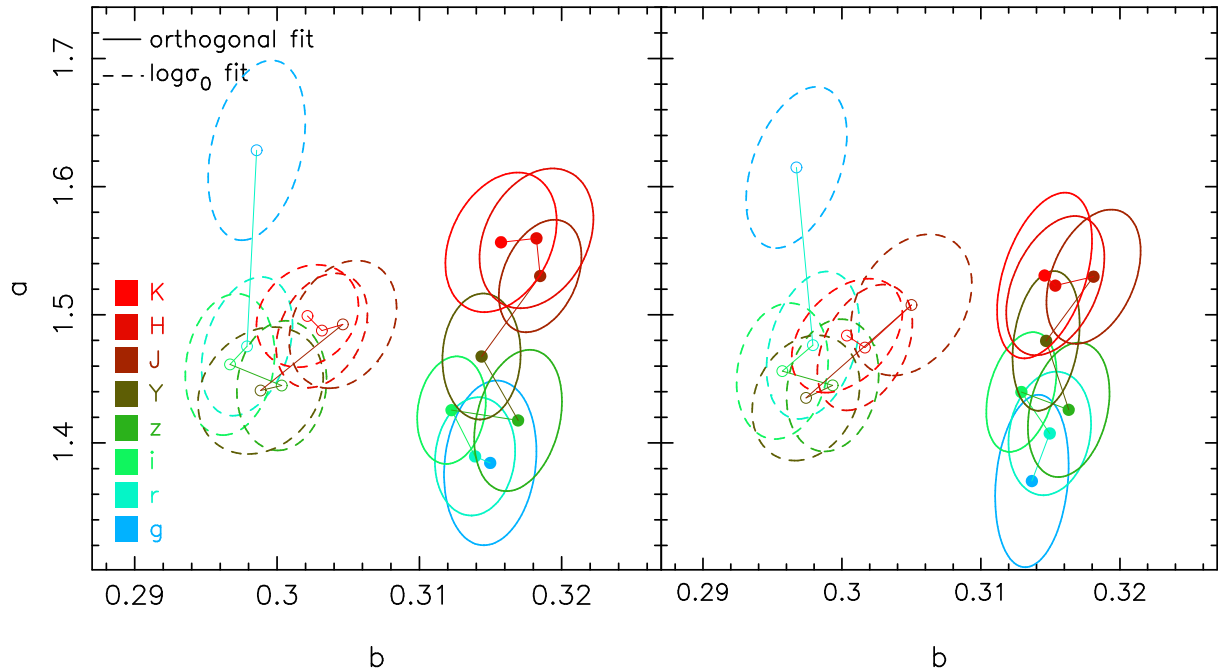 orthogonal fit
logσ₀ fit
a
1.7
1.6
1.5
1.4
K
H
J
Y
z
i
r
g
0.29 0.3 0.31 0.32
0.29 0.3 0.31 0.32
b b